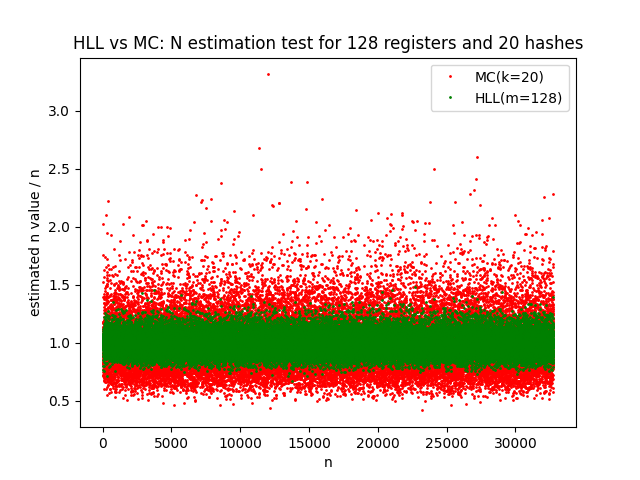 HLL vs MC: N estimation test for 128 registers and 20 hashes
MC(k=20)
HLL(m=128)
3.0
2.5
2.0
1.5
1.0
0.5
estimated n value / n
0 5000 10000 15000 20000 25000 30000
n